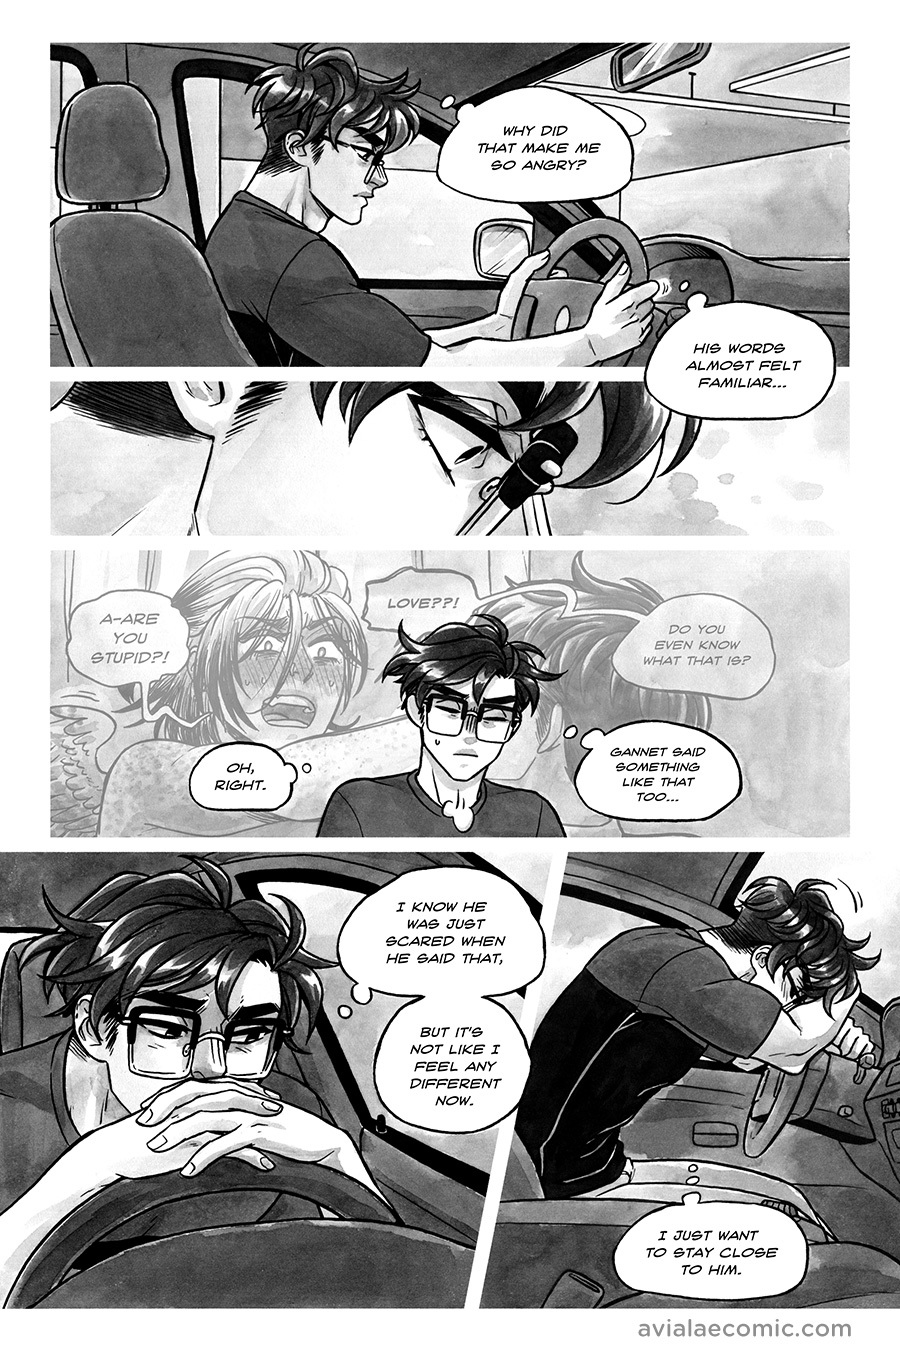 WHY DID
THAT MAKE ME
SO ANGRY?
HIS WORDS
ALMOST FELT
FAMILIAR...
A-ARE
YOU
STUPID?!
LOVE??!
DO YOU
EVEN KNOW
WHAT THAT IS?
OH,
RIGHT.
GANNET SAID
SOMETHING
LIKE THAT
TOO...
I KNOW HE
WAS JUST
SCARED WHEN
HE SAID THAT,
BUT IT'S
NOT LIKE I
FEEL ANY
DIFFERENT
NOW.
I JUST WANT
TO STAY CLOSE
TO HIM.
avialaecomic.com